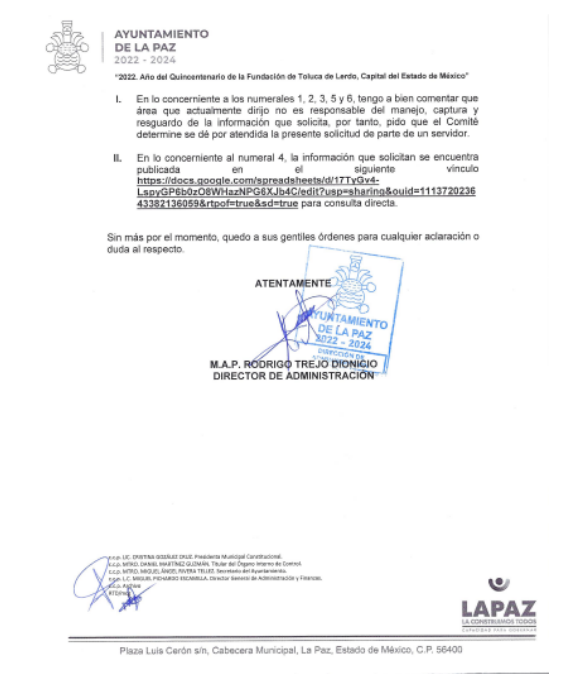 AYUNTAMIENTO
DE LA PAZ
2022 - 2024
"2022. Año del Quincentenario de la Fundación de Toluca de Lerdo, Capital del Estado de México"
I. En lo concerniente a los numerales 1, 2, 3, 5 y 6, tengo a bien comentar que
área que actualmente dirijo no es responsable del manejo, captura y
resguardo de la información que solicita, por tanto, pido que el Comité
determine se dé por atendida la presente solicitud de parte de un servidor.
II. En lo concerniente al numeral 4, la información que solicitan se encuentra
publicada en el siguiente vinculo
https://docs.google.com/spreadsheets/d/17TyGv4-
LspyGP6b0zO8WHazNPG6XJb4C/edit?usp=sharing&ouid=1113720236
43382136059&rtpof=true&sd=true para consulta directa.
Sin más por el momento, quedo a sus gentiles órdenes para cualquier aclaración o
duda al respecto.
ATENTAMENTE
AYUNTAMIENTO
DE LA PAZ
2022 - 2024
DIRECCIÓN DE
M.A.P. RODRIGO TREJO DIONICIO
DIRECTOR DE ADMINISTRACIÓN
c.c.p. LIC. CRISTINA GONZÁLEZ CRUZ. Presidenta Municipal Constitucional.
c.c.p. MTRO. DANIEL MARTÍNEZ GUZMÁN. Titular del Órgano Interno de Control.
c.c.p. MTRO. MIGUEL ÁNGEL RIVERA TELLEZ. Secretario del Ayuntamiento.
c.c.p. L.C. MIGUEL PICHARDO ESCAMILLA. Director General de Administración y Finanzas.
c.c.p. Archivo
LAPAZ
LA CONSTRUIMOS TODOS
CAPACIDAD PARA GOBERNAR
Plaza Luis Cerón s/n, Cabecera Municipal, La Paz, Estado de México, C.P. 56400